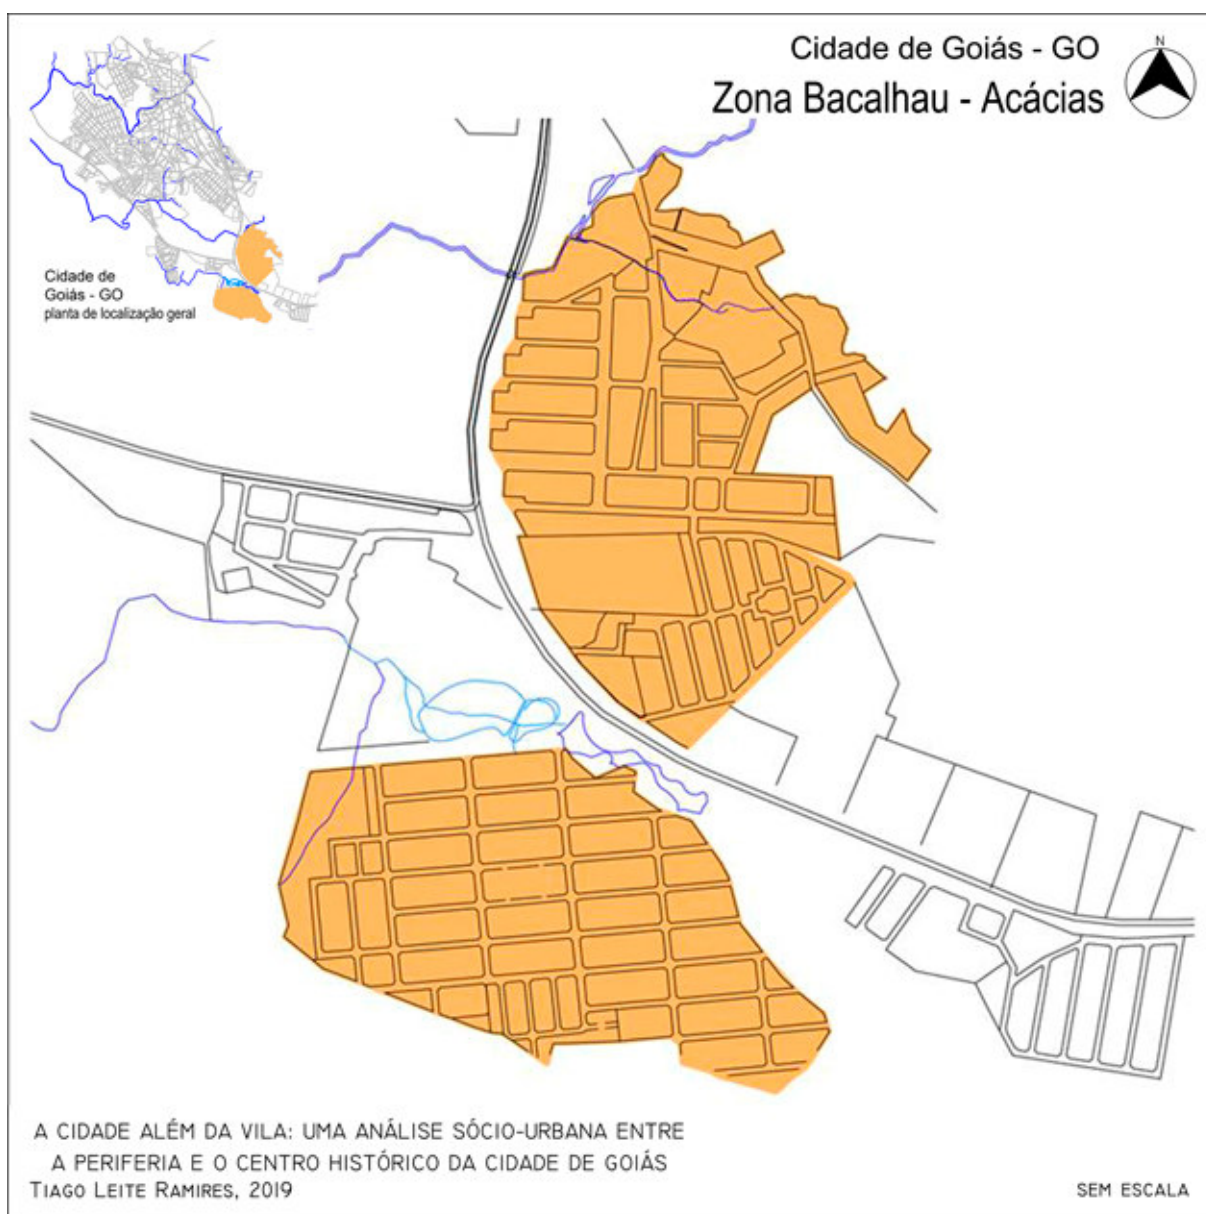 Cidade de Goiás - GO
Zona Bacalhau - Acácias
N
Cidade de
Goiás - GO
planta de localização geral
A CIDADE ALÉM DA VILA: UMA ANÁLISE SÓCIO-URBANA ENTRE
A PERIFERIA E O CENTRO HISTÓRICO DA CIDADE DE GOIÁS
TIAGO LEITE RAMIRES, 2019
SEM ESCALA